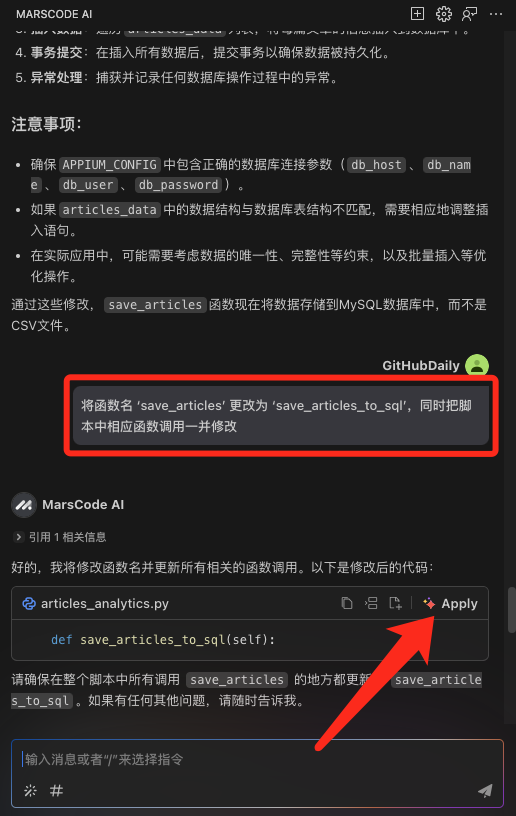 MARSCODE AI
3. 插入数据：遍历 articles_data 列表，将每篇文章的信息插入到数据库中。
4. 事务提交：在插入所有数据后，提交事务以确保数据被持久化。
5. 异常处理：捕获并记录任何数据库操作过程中的异常。
注意事项：
• 确保 APPIUM_CONFIG 中包含正确的数据库连接参数（ db_host 、 db_nam
e 、 db_user 、 db_password ）。
• 如果 articles_data 中的数据结构与数据库表结构不匹配，需要相应地调整插
入语句。
• 在实际应用中，可能需要考虑数据的唯一性、完整性等约束，以及批量插入等优
化操作。
通过这些修改， save_articles 函数现在将数据存储到MySQL数据库中，而不是
CSV文件。
GitHubDaily
将函数名 ‘save_articles’ 更改为 ‘save_articles_to_sql’，同时把脚
本中相应函数调用一并修改
MarsCode AI
引用 1 相关信息
好的，我将修改函数名并更新所有相关的函数调用。以下是修改后的代码：
articles_analytics.py
Apply
def save_articles_to_sql(self):
请确保在整个脚本中所有调用 save_articles 的地方都更新 save_article
s_to_sql 。如果有任何其他问题，请随时告诉我。
输入消息或者“/”来选择指令